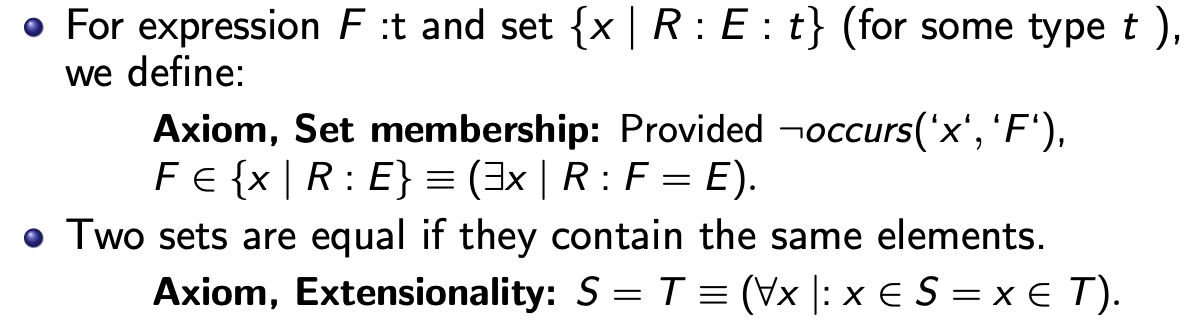 For expression F :t and set {x | R : E : t} (for some type t ),
we define:
Axiom, Set membership: Provided ¬occurs(‘x‘, ‘F‘),
F ∈ {x | R : E} ≡ (∃x | R : F = E).
Two sets are equal if they contain the same elements.
Axiom, Extensionality: S = T ≡ (∀x |: x ∈ S = x ∈ T).